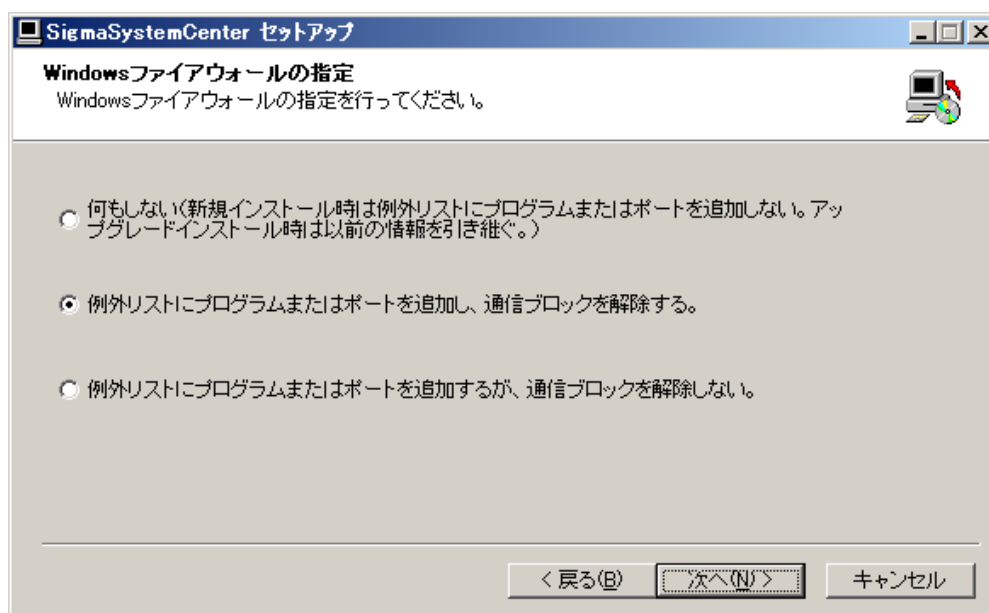 SigmaSystemCenter セットアップ
Windowsファイアウォールの指定
Windowsファイアウォールの指定を行ってください。
何もしない(新規インストール時は例外リストにプログラムまたはポートを追加しない。アッ
プグレードインストール時は以前の情報を引き継ぐ。)
例外リストにプログラムまたはポートを追加し、通信ブロックを解除する。
例外リストにプログラムまたはポートを追加するが、通信ブロックを解除しない。
< 戻る(B)
次へ(N) >
キャンセル